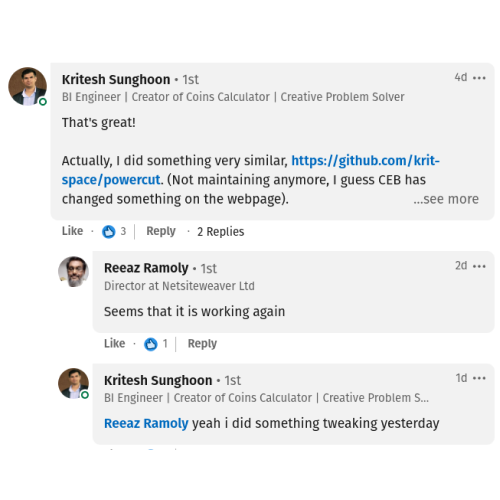 Kritesh Sunghoon • 1st 4d •••
BI Engineer | Creator of Coins Calculator | Creative Problem Solver
That's great!
Actually, I did something very similar, https://github.com/krit-
space/powercut. (Not maintaining anymore, I guess CEB has
changed something on the webpage). ...see more
Like · 3 | Reply · 2 Replies
Reeaz Ramoly • 1st 2d •••
Director at Netsiteweaver Ltd
Seems that it is working again
Like · 1 | Reply
Kritesh Sunghoon • 1st 1d •••
BI Engineer | Creator of Coins Calculator | Creative Problem S...
Reeaz Ramoly yeah i did something tweaking yesterday